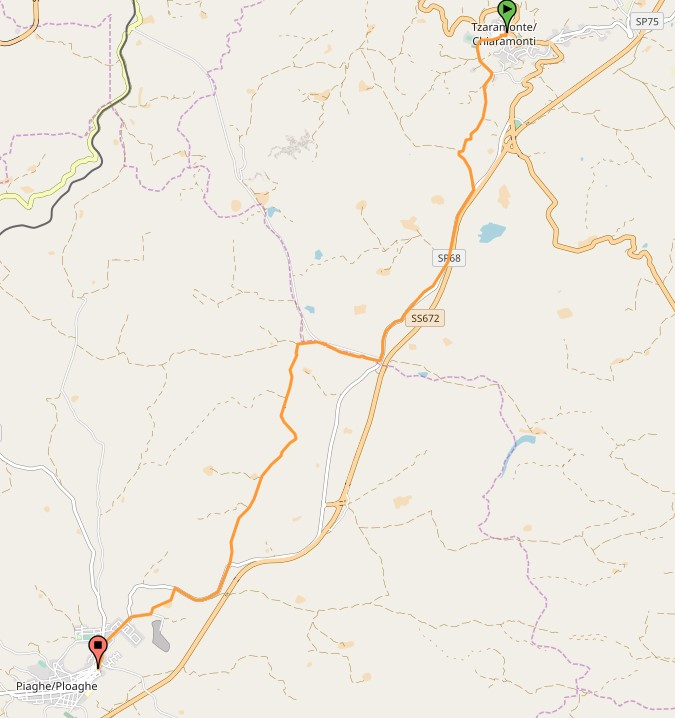 Tzaramonte/
Chiaramonti
SP75
SP68
SS672
Piaghe/Ploaghe